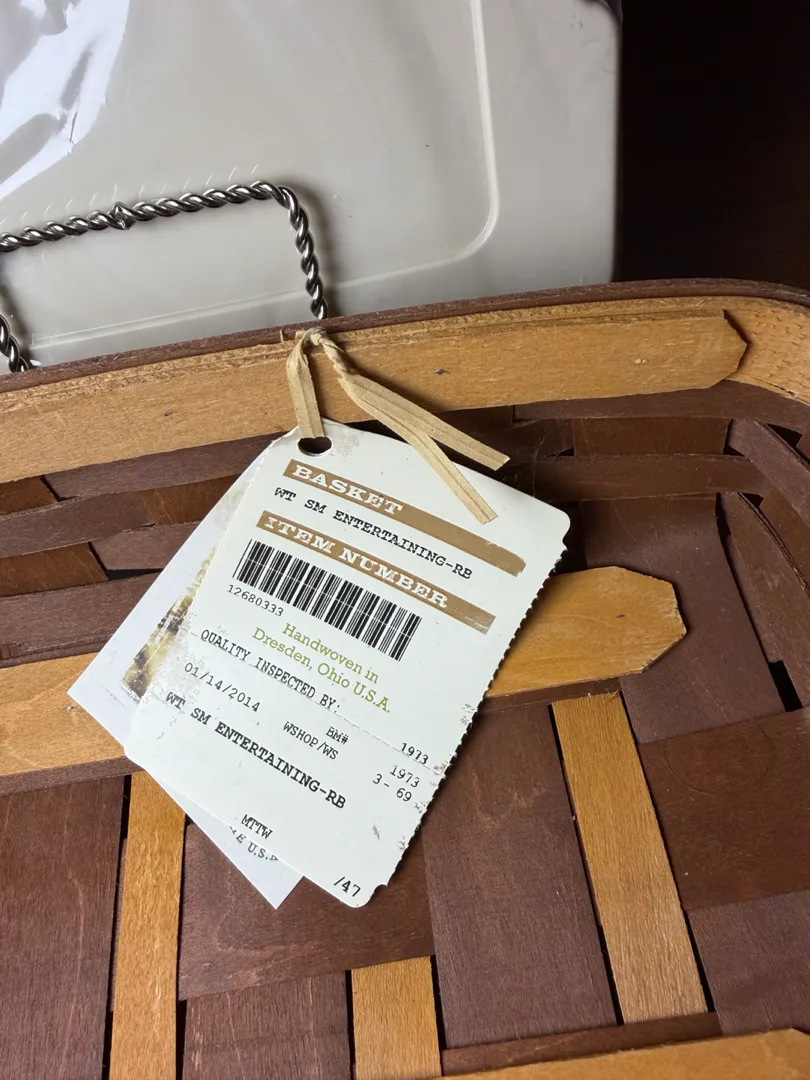 BASKET
WT SM ENTERTAINING-RB
ITEM NUMBER
12680333
Handwoven in
Dresden, Ohio U.S.A.
QUALITY INSPECTED BY:
01/14/2014
BM# 1973
WSHOP/WS 1973
3- 69
WT SM ENTERTAINING-RB
MTTW
/47
E U.S.A